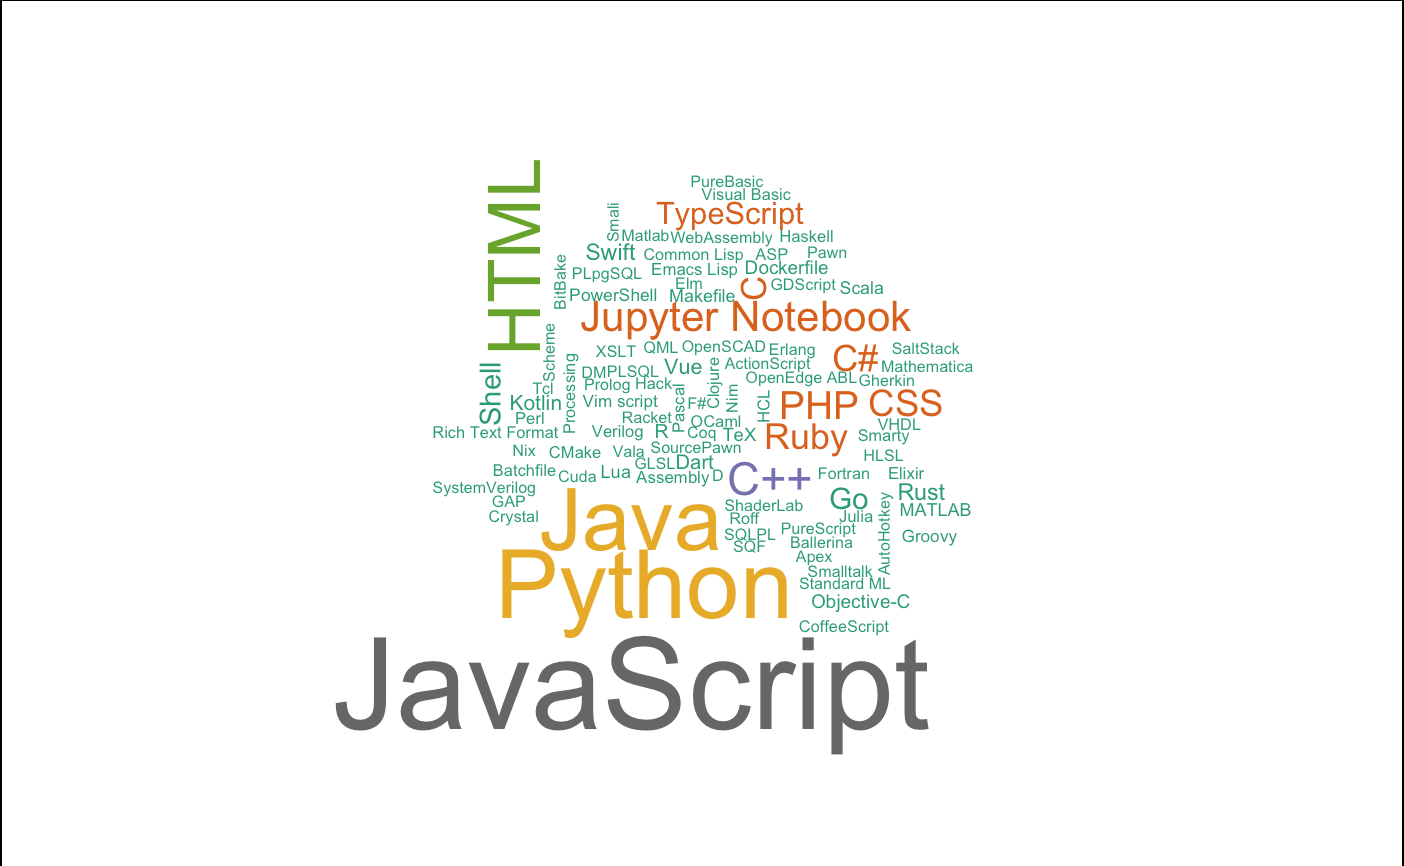 PureBasic
Visual Basic
HTML
Smali
TypeScript
Matlab
WebAssembly
Haskell
Swift
Common Lisp
ASP
Pawn
BitBake
PLpgSQL
Emacs Lisp
Dockerfile
Elm
C
GDScript
Scala
PowerShell
Makefile
Jupyter Notebook
Scheme
XSLT
QML
OpenSCAD
Erlang
C#
SaltStack
Shell
Processing
DM
PLSQL
Vue
Clojure
ActionScript
Mathematica
Tcl
Prolog
Hack
Pascal
Nim
OpenEdge ABL
Gherkin
Kotlin
Vim script
F#
HCL
PHP
CSS
Perl
Racket
OCaml
VHDL
Rich Text Format
Verilog
R
Coq
TeX
Ruby
Smarty
Nix
CMake
Vala
SourcePawn
HLSL
Batchfile
Cuda
Lua
GLSL
Dart
Assembly
D
C++
Fortran
Elixir
SystemVerilog
GAP
Crystal
Java
ShaderLab
Go
Rust
Roff
Julia
AutoHotkey
MATLAB
SQLPL
PureScript
SQF
Ballerina
Groovy
Python
Apex
Smalltalk
Standard ML
Objective-C
CoffeeScript
JavaScript